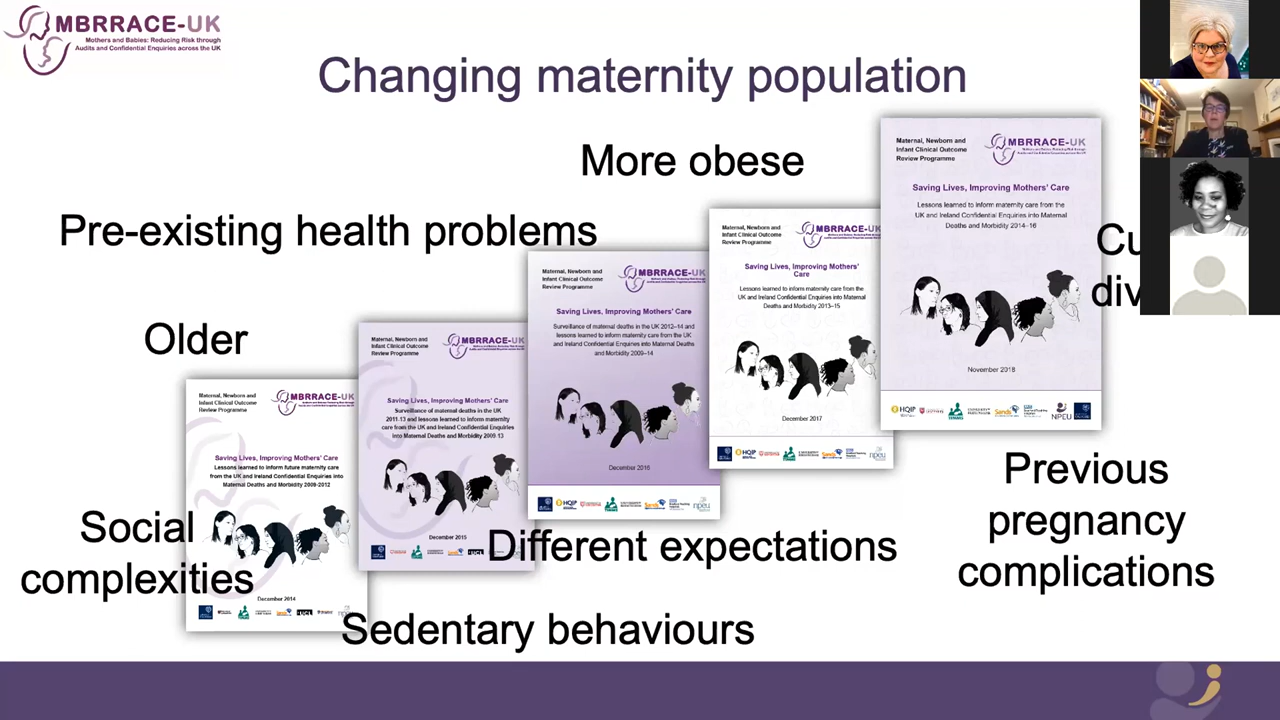 MBRRACE-UK
Mothers and Babies: Reducing Risk through
Audits and Confidential Enquiries across the UK
Changing maternity population
More obese
Pre-existing health problems
Older
Social
complexities
Different expectations
Sedentary behaviours
Previous
pregnancy
complications
Maternal, Newborn and
Infant Clinical Outcome
Review Programme
MBRRACE-UK
Saving Lives, Improving Mothers' Care
Lessons learned to inform future maternity care
from the UK and Ireland Confidential Enquiries into
Maternal Deaths and Morbidity 2009-2012
December 2014
UCL
Maternal, Newborn and
Infant Clinical Outcome
Review Programme
MBRRACE-UK
Saving Lives, Improving Mothers' Care
Surveillance of maternal deaths in the UK
2011-13 and lessons learned to inform maternity
care from the UK and Ireland Confidential Enquiries
into Maternal Deaths and Morbidity 2009-13
December 2015
UCL
Maternal, Newborn and
Infant Clinical Outcome
Review Programme
MBRRACE-UK
Saving Lives, Improving Mothers' Care
Surveillance of maternal deaths in the UK 2012–14 and
lessons learned to inform maternity care from the UK
and Ireland Confidential Enquiries into Maternal Deaths
and Morbidity 2009–14
December 2016
HQIP
Sands
npeu
Maternal, Newborn and
Infant Clinical Outcome
Review Programme
MBRRACE-UK
Saving Lives, Improving Mothers'
Care
Lessons learned to inform maternity care from the
UK and Ireland Confidential Enquiries into Maternal
Deaths and Morbidity 2013–15
December 2017
HQIP
Sands
npeu
Maternal, Newborn and
Infant Clinical Outcome
Review Programme
MBRRACE-UK
Saving Lives, Improving Mothers' Care
Lessons learned to inform maternity care from the
UK and Ireland Confidential Enquiries into Maternal
Deaths and Morbidity 2014–16
November 2018
HQIP
Sands
NPEU